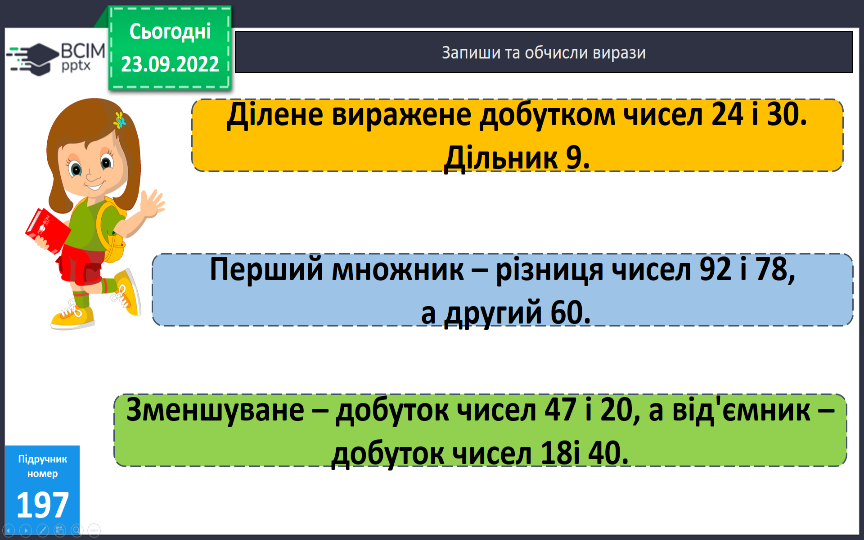 Сьогодні
23.09.2022
BCIM
pptx
Запиши та обчисли вирази
Ділене виражене добутком чисел 24 і 30.
Дільник 9.
Перший множник – різниця чисел 92 і 78,
а другий 60.
Зменшуване – добуток чисел 47 і 20, а від'ємник –
добуток чисел 18і 40.
Підручник
номер
197